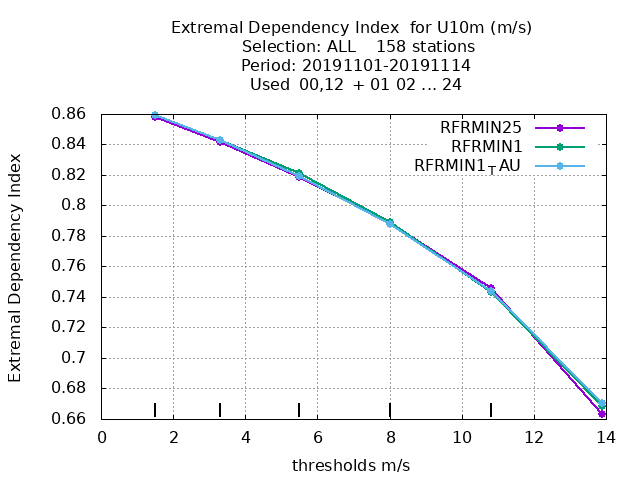 Extremal Dependency Index  for U10m (m/s)
Selection: ALL    158 stations
Period: 20191101-20191114
Used  00,12  + 01 02 ... 24
Extremal Dependency Index
0.86
0.84
0.82
0.8
0.78
0.76
0.74
0.72
0.7
0.68
0.66
RFRMIN25
RFRMIN1
RFRMIN1TAU
0 2 4 6 8 10 12 14
thresholds m/s